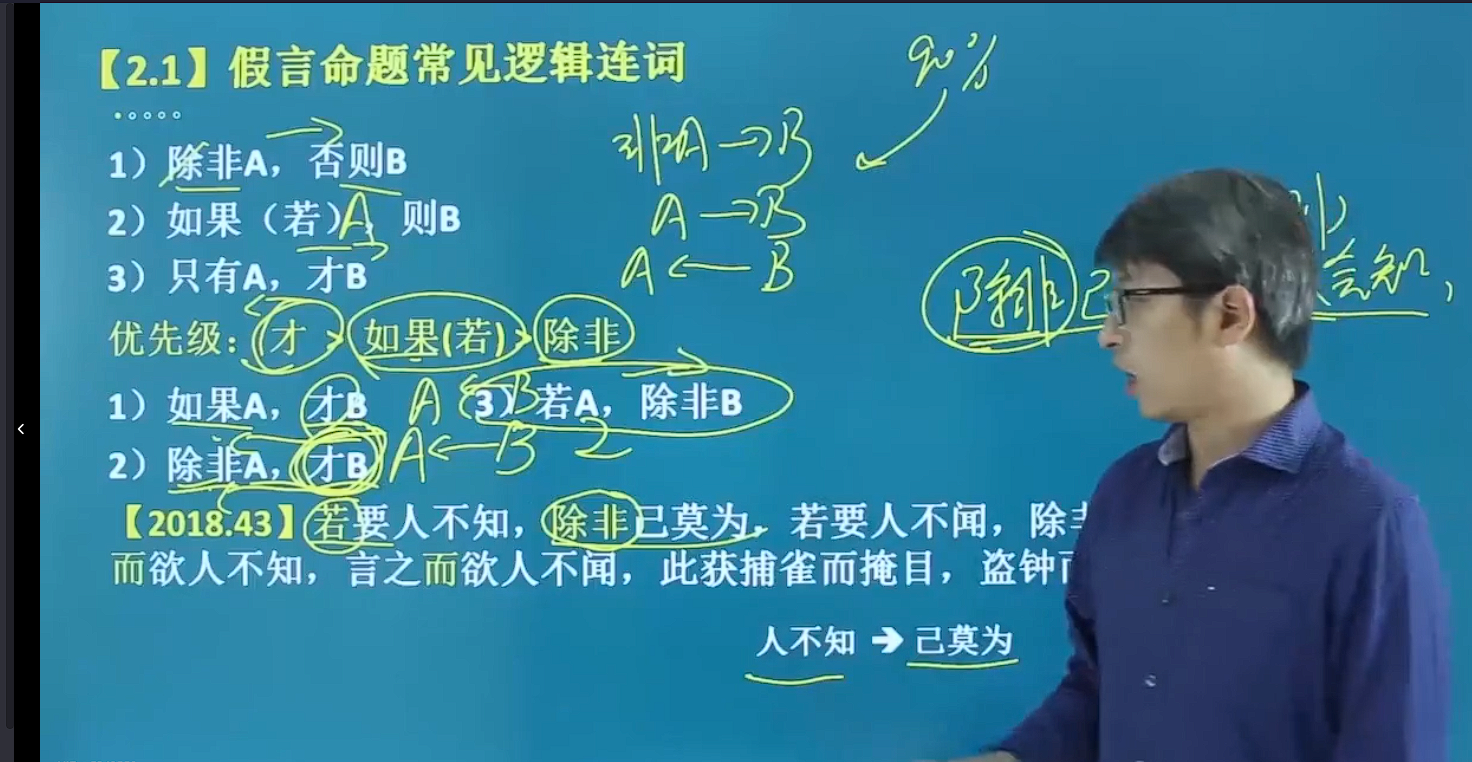 【2.1】假言命题常见逻辑连词
90%
1）除非A，否则B
非A→B
2）如果（若）A，则B
A→B
3）只有A，才B
A←B
除非己
会知，
优先级：才 > 如果(若) > 除非
1）如果A，才B
A←B
3）若A，除非B
2）除非A，才B
A←B
2
【2018.43】若要人不知，除非己莫为，若要人不闻，除
而欲人不知，言之而欲人不闻，此获捕雀而掩目，盗钟
人不知 → 己莫为